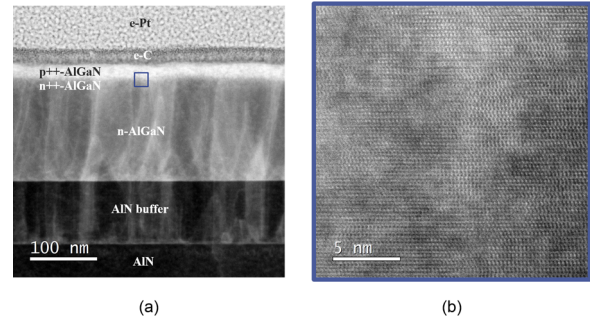 e-Pt
e-C
p++-AlGaN
n++-AlGaN
n-AlGaN
AlN buffer
100 nm
AlN
5 nm
(a)
(b)